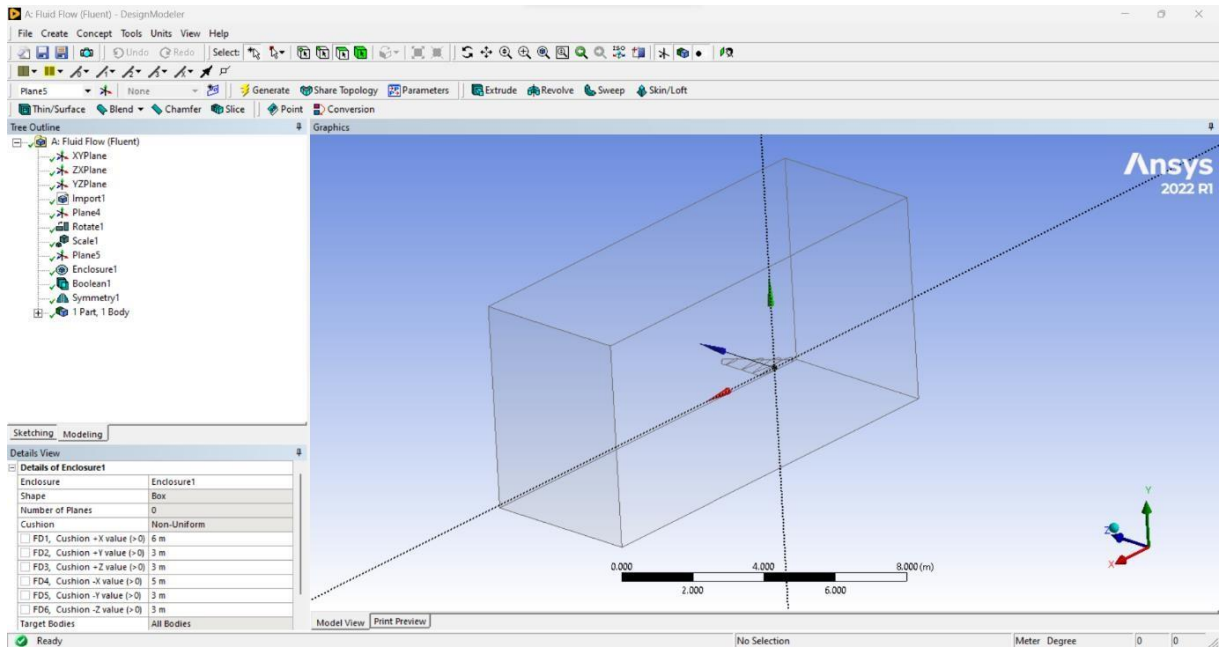 A: Fluid Flow (Fluent) - DesignModeler
File Create Concept Tools Units View Help
Undo Redo Select:
Plane5 None Generate Share Topology Parameters Extrude Revolve Sweep Skin/Loft
Thin/Surface Blend Chamfer Slice Point Conversion
Tree Outline
A: Fluid Flow (Fluent)
XYPlane
ZXPlane
YZPlane
Import1
Plane4
Rotate1
Scale1
Plane5
Enclosure1
Boolean1
Symmetry1
1 Part, 1 Body
Sketching Modeling
Details View
Details of Enclosure1
Enclosure Enclosure1
Shape Box
Number of Planes 0
Cushion Non-Uniform
FD1, Cushion +X value (>0) 6 m
FD2, Cushion +Y value (>0) 3 m
FD3, Cushion +Z value (>0) 3 m
FD4, Cushion -X value (>0) 5 m
FD5, Cushion -Y value (>0) 3 m
FD6, Cushion -Z value (>0) 3 m
Target Bodies All Bodies
Graphics
Ansys
2022 R1
Y
Z
X
0.000 4.000 8.000 (m)
2.000 6.000
Model View Print Preview
Ready No Selection Meter Degree 0 0